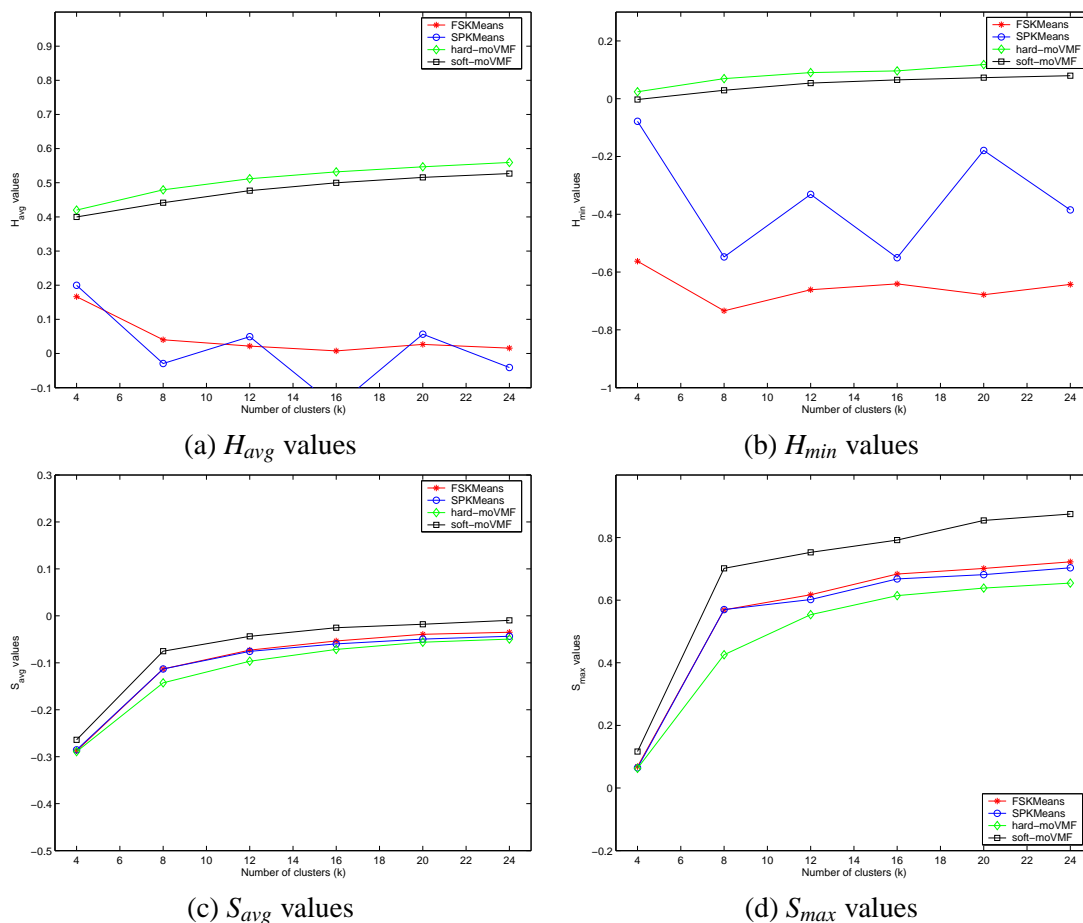 0.9
0.8
0.7
0.6
0.5
0.4
0.3
0.2
0.1
0
−0.1
H_avg values
FSKMeans
SPKMeans
hard−moVMF
soft−moVMF
4 6 8 10 12 14 16 18 20 22 24
Number of clusters (k)
(a) H_avg values
0.2
0
−0.2
−0.4
−0.6
−0.8
−1
H_min values
FSKMeans
SPKMeans
hard−moVMF
soft−moVMF
4 6 8 10 12 14 16 18 20 22 24
Number of clusters (k)
(b) H_min values
0.3
0.2
0.1
0
−0.1
−0.2
−0.3
−0.4
−0.5
S_avg values
FSKMeans
SPKMeans
hard−moVMF
soft−moVMF
4 6 8 10 12 14 16 18 20 22 24
Number of clusters (k)
(c) S_avg values
0.8
0.6
0.4
0.2
0
−0.2
S_max values
FSKMeans
SPKMeans
hard−moVMF
soft−moVMF
4 6 8 10 12 14 16 18 20 22 24
Number of clusters (k)
(d) S_max values